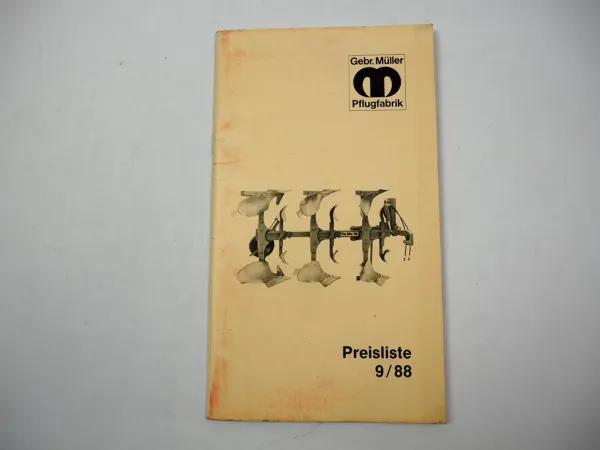 Gebr. Müller
Pflugfabrik
Preisliste
9/88